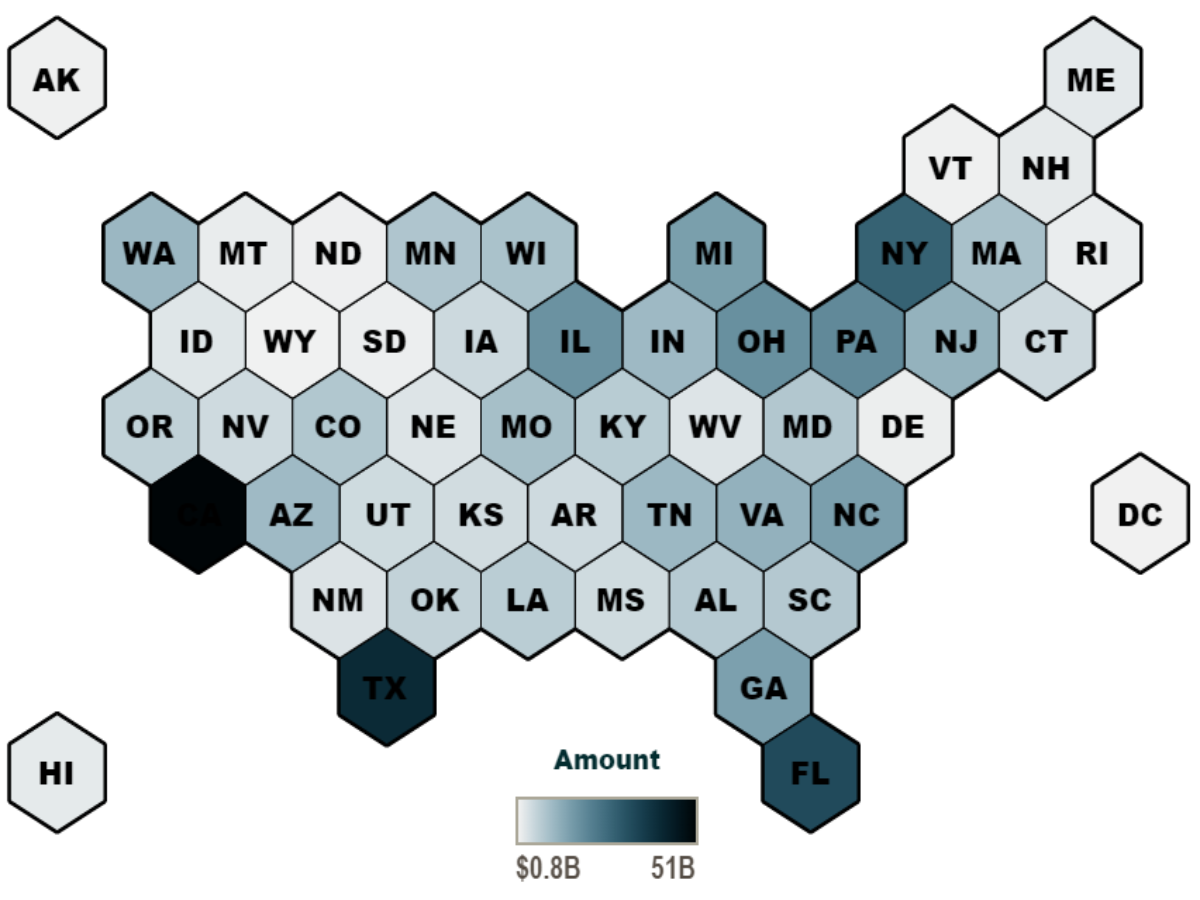 AK
ME
VT NH
WA MT ND MN WI MI NY MA RI
ID WY SD IA IL IN OH PA NJ CT
OR NV CO NE MO KY WV MD DE
CA AZ UT KS AR TN VA NC DC
NM OK LA MS AL SC
TX GA
HI FL
Amount
$0.8B 51B